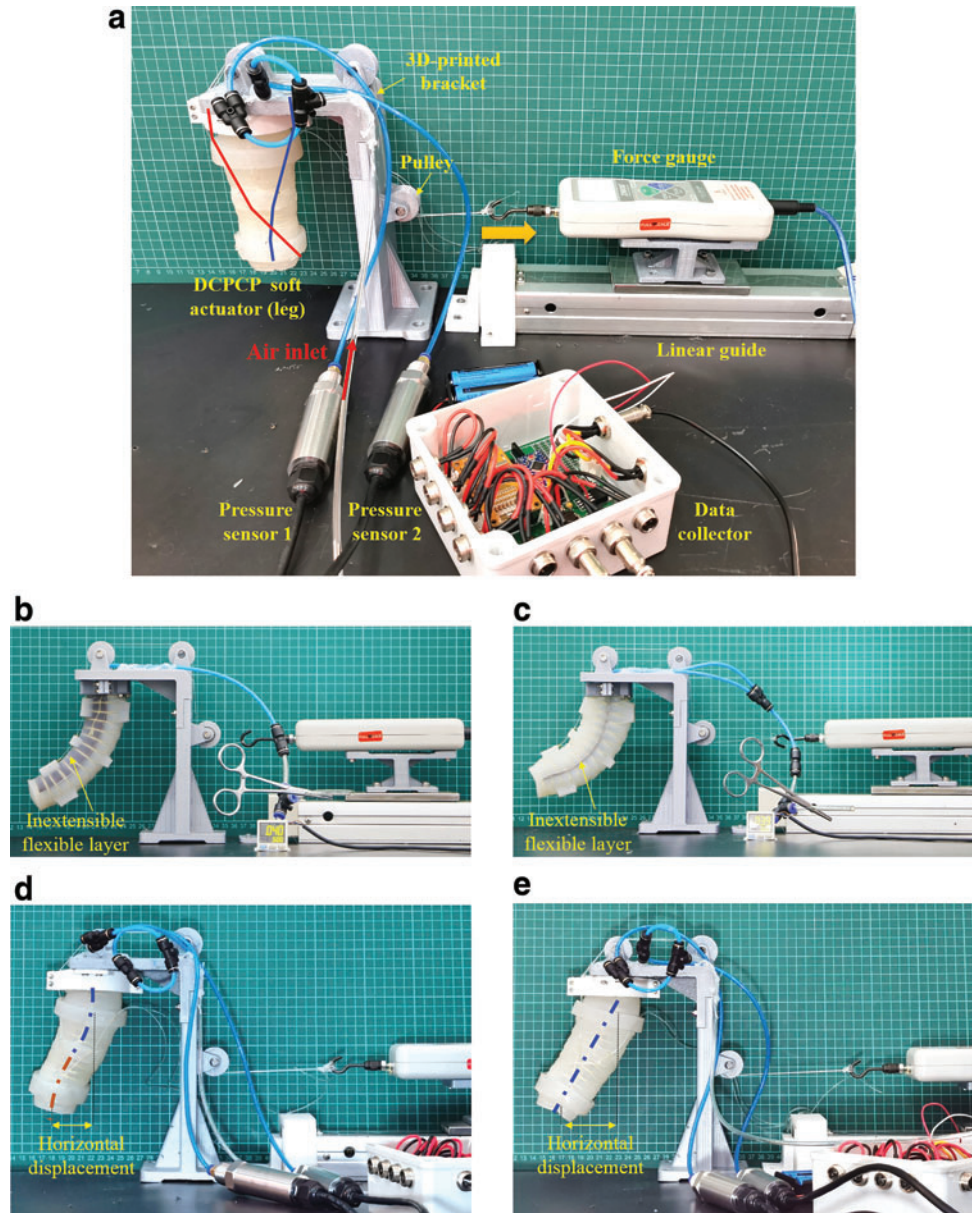 a
3D-printed
bracket
Pulley
Force gauge
DCPCP soft
actuator (leg)
Air inlet
Linear guide
Pressure
sensor 1
Pressure
sensor 2
Data
collector
b
c
Inextensible
flexible layer
Inextensible
flexible layer
d
e
Horizontal
displacement
Horizontal
displacement